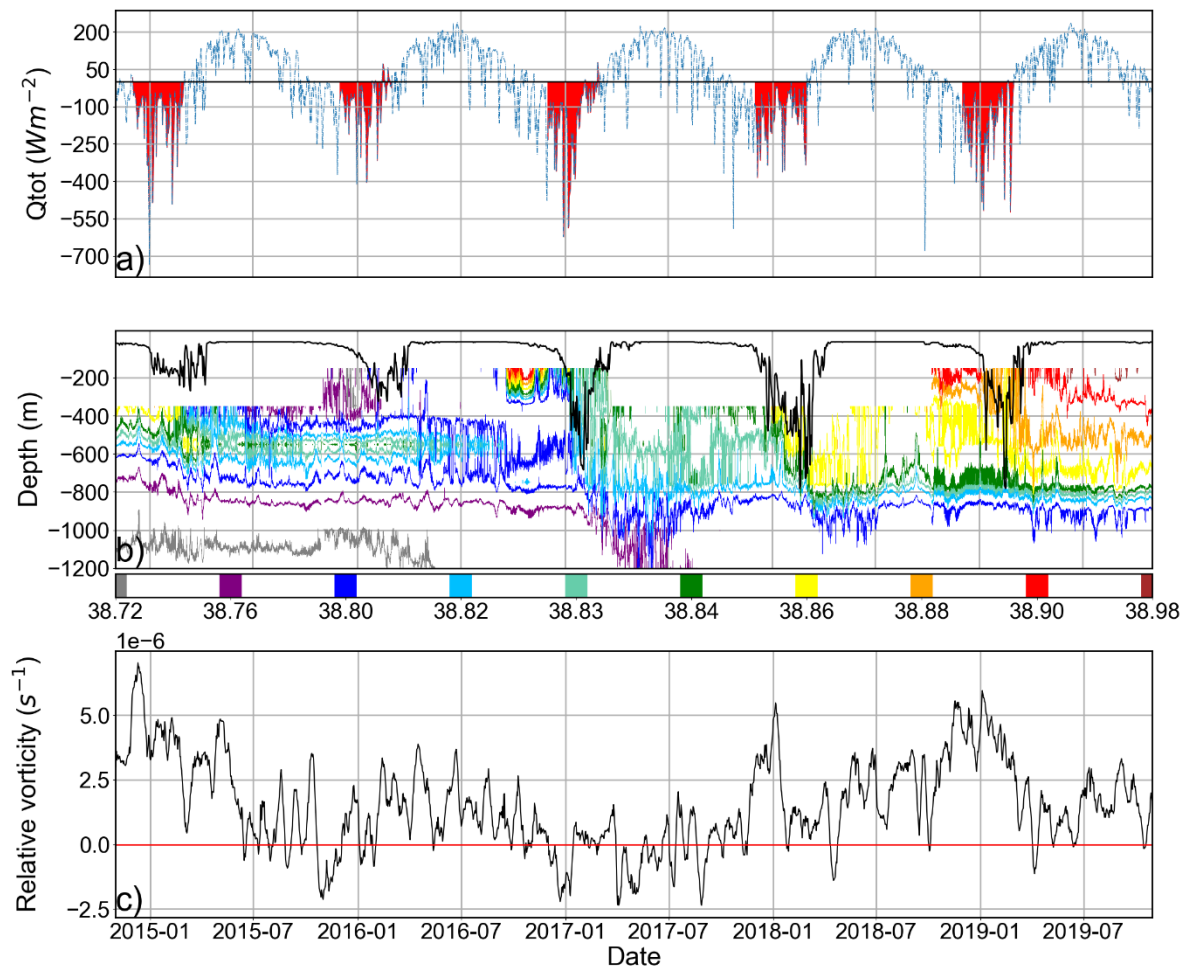 200
50
0
−100
−250
−400
−550
−700
Qtot (Wm⁻²)
a)
−200
−400
−600
−800
−1000
−1200
Depth (m)
b)
38.72 38.76 38.80 38.82 38.83 38.84 38.86 38.88 38.90 38.98
1e−6
5.0
2.5
0.0
−2.5
Relative vorticity (s⁻¹)
c)
2015-01 2015-07 2016-01 2016-07 2017-01 2017-07 2018-01 2018-07 2019-01 2019-07
Date